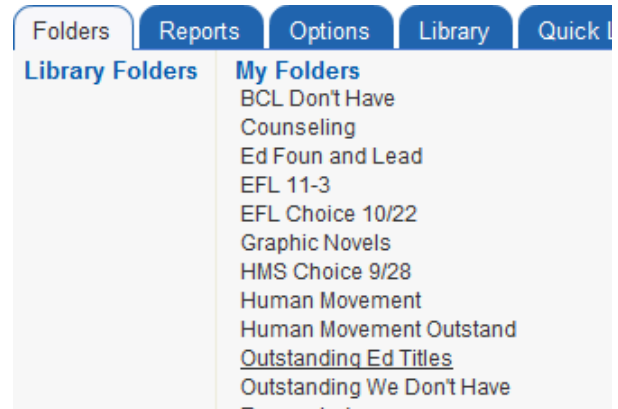 Folders Reports Options Library Quick
Library Folders My Folders
BCL Don't Have
Counseling
Ed Foun and Lead
EFL 11-3
EFL Choice 10/22
Graphic Novels
HMS Choice 9/28
Human Movement
Human Movement Outstand
Outstanding Ed Titles
Outstanding We Don't Have